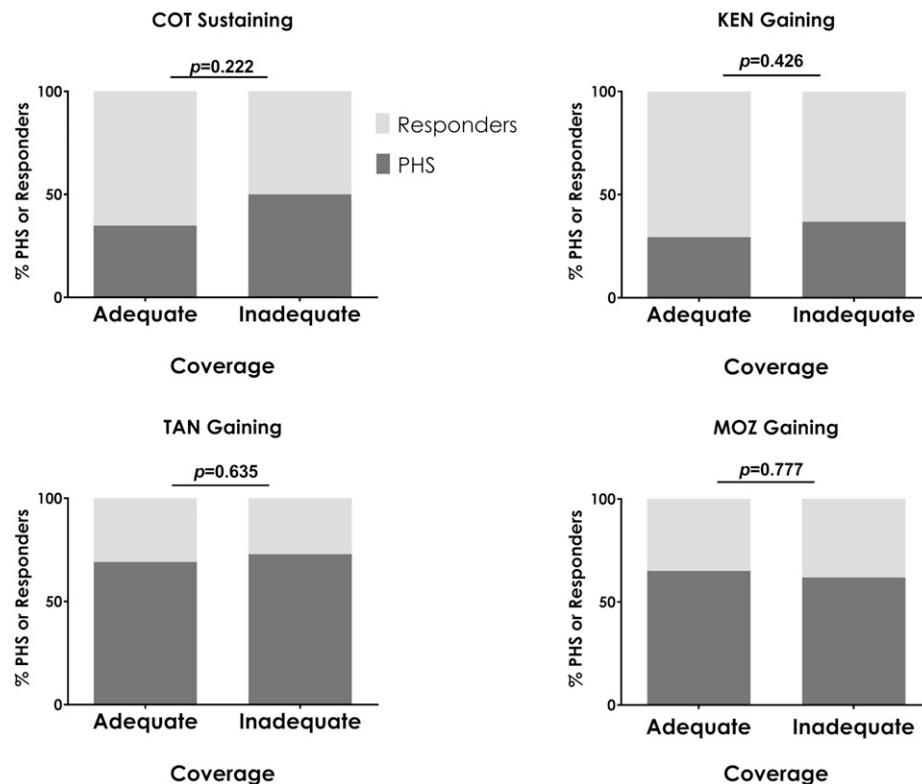 COT Sustaining
p=0.222
% PHS or Responders
100
50
0
Adequate Inadequate
Coverage
Responders
PHS
KEN Gaining
p=0.426
% PHS or Responders
100
50
0
Adequate Inadequate
Coverage
TAN Gaining
p=0.635
% PHS or Responders
100
50
0
Adequate Inadequate
Coverage
MOZ Gaining
p=0.777
% PHS or Responders
100
50
0
Adequate Inadequate
Coverage